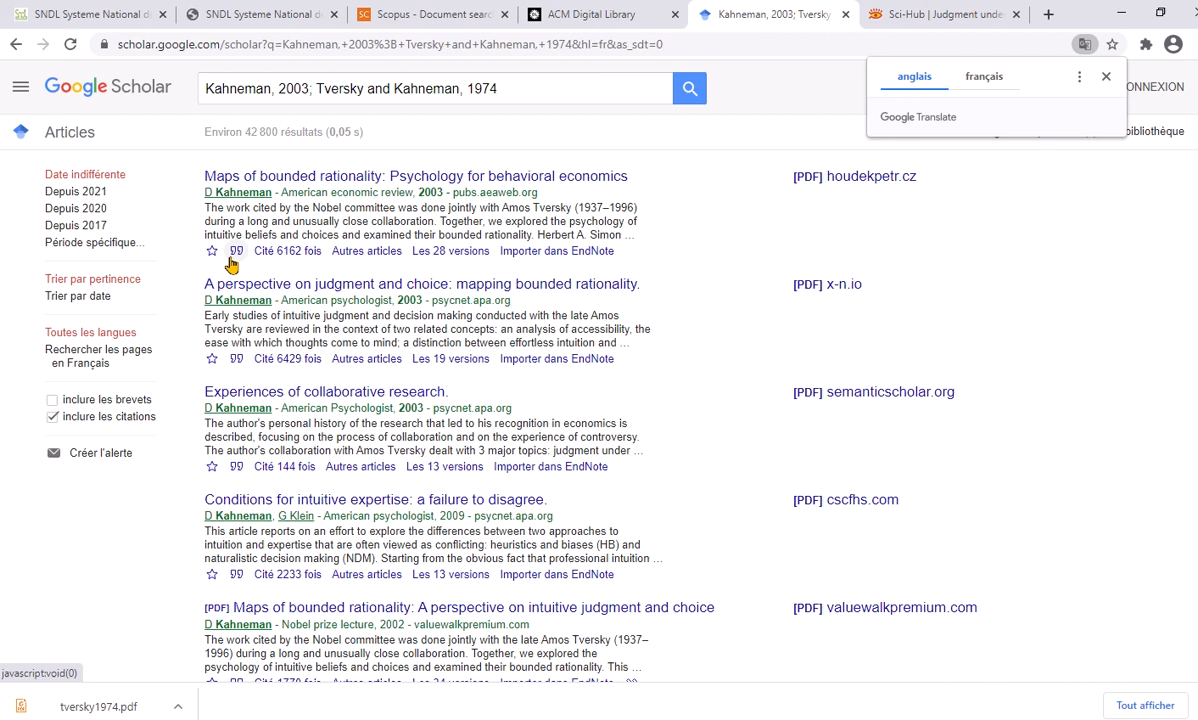 SNDL Systeme National d
SNDL Systeme National d
Scopus - Document searc
ACM Digital Library
Kahneman, 2003; Tversky
Sci-Hub | Judgment unde
scholar.google.com/scholar?q=Kahneman,+2003%3B+Tversky+and+Kahneman,+1974&hl=fr&as_sdt=0
anglais
français
Google Translate
Google Scholar
Kahneman, 2003; Tversky and Kahneman, 1974
ONNEXION
Articles
Environ 42 800 résultats (0,05 s)
bibliothèque
Date indifférente
Depuis 2021
Depuis 2020
Depuis 2017
Période spécifique...
Trier par pertinence
Trier par date
Toutes les langues
Rechercher les pages
en Français
inclure les brevets
inclure les citations
Créer l'alerte
Maps of bounded rationality: Psychology for behavioral economics
D Kahneman - American economic review, 2003 - pubs.aeaweb.org
The work cited by the Nobel committee was done jointly with Amos Tversky (1937–1996)
during a long and unusually close collaboration. Together, we explored the psychology of
intuitive beliefs and choices and examined their bounded rationality. Herbert A. Simon ...
Cité 6162 fois Autres articles Les 28 versions Importer dans EndNote
[PDF] houdekpetr.cz
A perspective on judgment and choice: mapping bounded rationality.
D Kahneman - American psychologist, 2003 - psycnet.apa.org
Early studies of intuitive judgment and decision making conducted with the late Amos
Tversky are reviewed in the context of two related concepts: an analysis of accessibility, the
ease with which thoughts come to mind; a distinction between effortless intuition and ...
Cité 6429 fois Autres articles Les 19 versions Importer dans EndNote
[PDF] x-n.io
Experiences of collaborative research.
D Kahneman - American Psychologist, 2003 - psycnet.apa.org
The author's personal history of the research that led to his recognition in economics is
described, focusing on the process of collaboration and on the experience of controversy.
The author's collaboration with Amos Tversky dealt with 3 major topics: judgment under ...
Cité 144 fois Autres articles Les 13 versions Importer dans EndNote
[PDF] semanticscholar.org
Conditions for intuitive expertise: a failure to disagree.
D Kahneman, G Klein - American psychologist, 2009 - psycnet.apa.org
This article reports on an effort to explore the differences between two approaches to
intuition and expertise that are often viewed as conflicting: heuristics and biases (HB) and
naturalistic decision making (NDM). Starting from the obvious fact that professional intuition ...
Cité 2233 fois Autres articles Les 13 versions Importer dans EndNote
[PDF] cscfhs.com
[PDF] Maps of bounded rationality: A perspective on intuitive judgment and choice
D Kahneman - Nobel prize lecture, 2002 - valuewalkpremium.com
The work cited by the Nobel committee was done jointly with the late Amos Tversky (1937–
1996) during a long and unusually close collaboration. Together, we explored the
psychology of intuitive beliefs and choices and examined their bounded rationality. This ...
Cité 1770 fois Autres articles Les 24 versions Importer dans EndNote
[PDF] valuewalkpremium.com
javascript:void(0)
tversky1974.pdf
Tout afficher